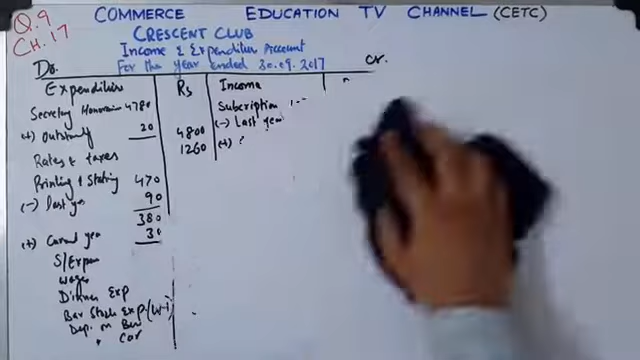 Q.9
CH.17
COMMERCE EDUCATION TV CHANNEL (CETC)
CRESCENT CLUB
Income & Expenditure Account
For the year ended 30.09.2017
Dr. Cr.
Expenditure Rs Income
Secretary Honorarium 4780
(+) Outstanding 20
4800
Rates & taxes 1260
Printing & Stationery 470
(-) last year 90
380
(+) Current year 30
S/Expen
wages
Dinner Exp
Bar Stock Exp (W-1)
Dep. on Bar
" Car
Subscription
(-) Last year
(+)